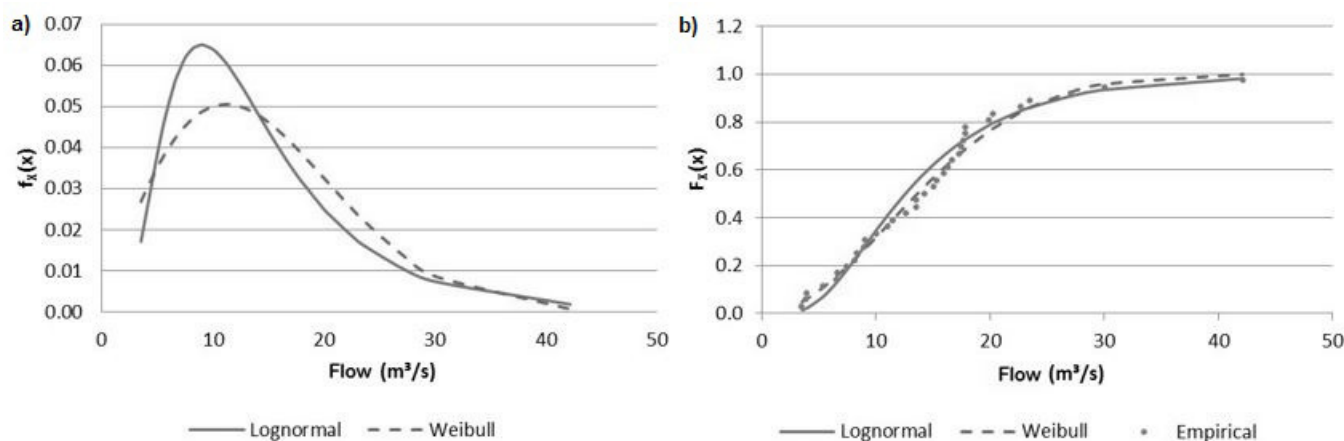 a)
0.07
0.06
0.05
0.04
0.03
0.02
0.01
0.00
fX(x)
0 10 20 30 40 50
Flow (m³/s)
Lognormal Weibull
b)
1.2
1.0
0.8
0.6
0.4
0.2
0.0
FX(x)
0 10 20 30 40 50
Flow (m³/s)
Lognormal Weibull Empirical